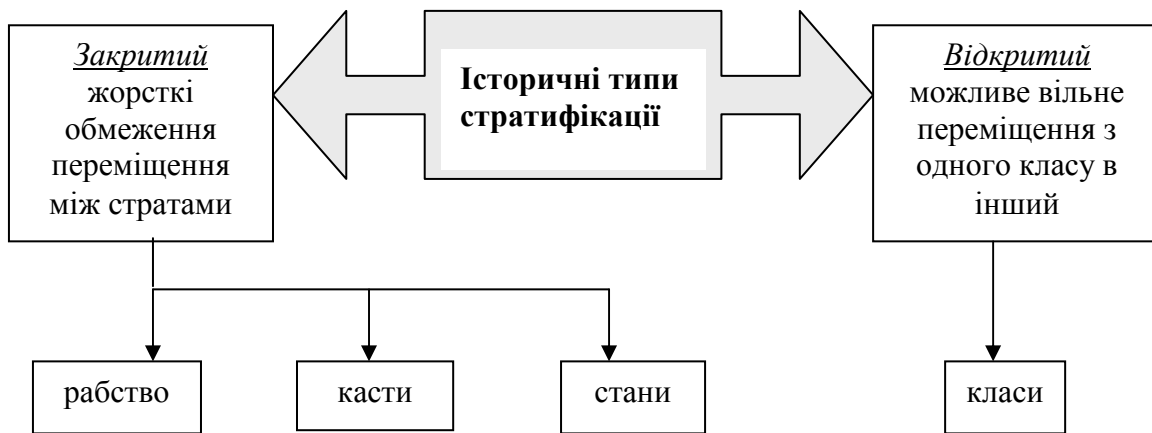 Закритий
жорсткі
обмеження
переміщення
між стратами
Історичні типи
стратифікації
Відкритий
можливе вільне
переміщення з
одного класу в
інший
рабство
касти
стани
класи